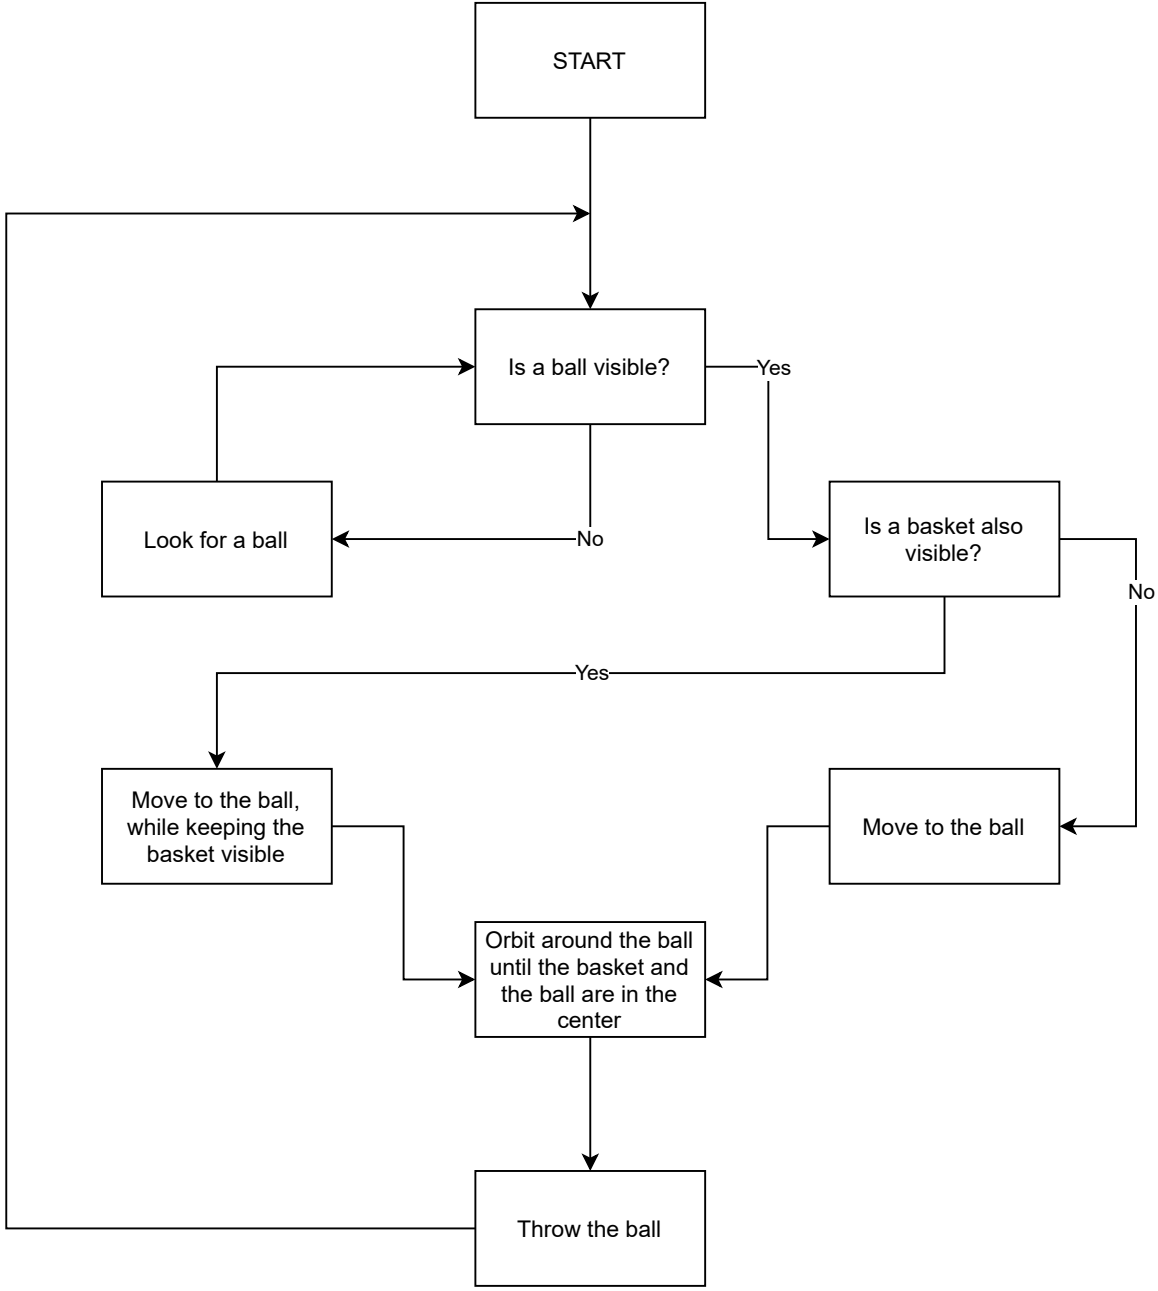 START
Is a ball visible?
Yes
Look for a ball
No
Is a basket also
visible?
No
Yes
Move to the ball,
while keeping the
basket visible
Move to the ball
Orbit around the ball
until the basket and
the ball are in the
center
Throw the ball